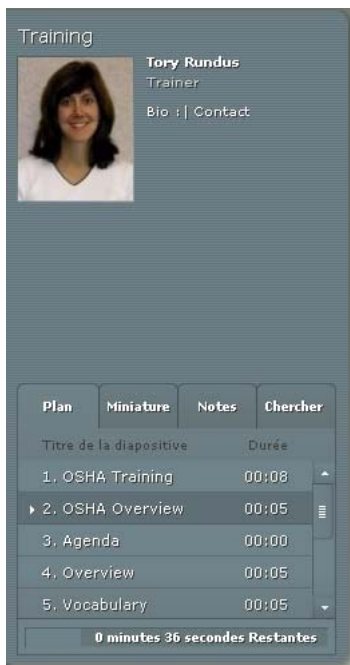 Training
Tory Rundus
Trainer
Bio :| Contact
Plan Miniature Notes Chercher
Titre de la diapositive Durée
1. OSHA Training 00:08
2. OSHA Overview 00:05
3. Agenda 00:00
4. Overview 00:05
5. Vocabulary 00:05
0 minutes 36 secondes Restantes